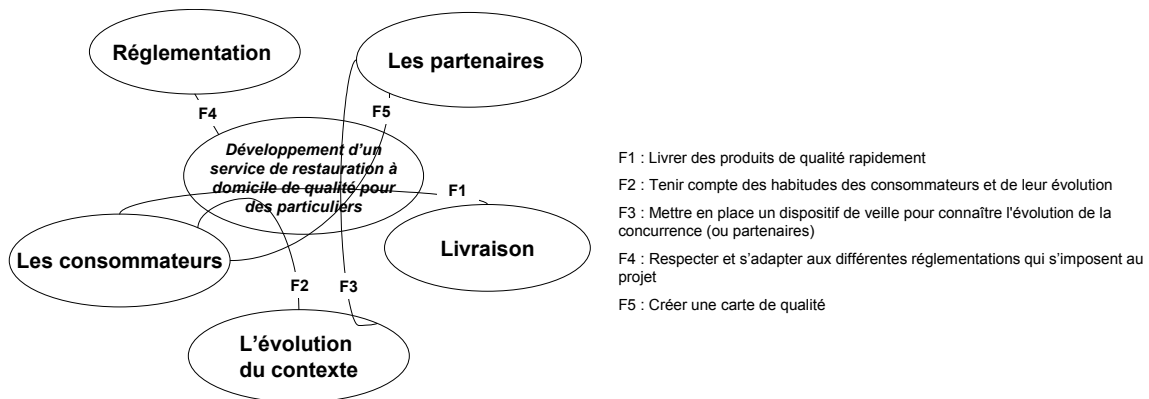 Réglementation
Les partenaires
F4
F5
Développement d’un
service de restauration à
domicile de qualité pour
des particuliers
F1
Les consommateurs
Livraison
F2
F3
L’évolution
du contexte
F1 : Livrer des produits de qualité rapidement
F2 : Tenir compte des habitudes des consommateurs et de leur évolution
F3 : Mettre en place un dispositif de veille pour connaître l'évolution de la
concurrence (ou partenaires)
F4 : Respecter et s’adapter aux différentes réglementations qui s’imposent au
projet
F5 : Créer une carte de qualité